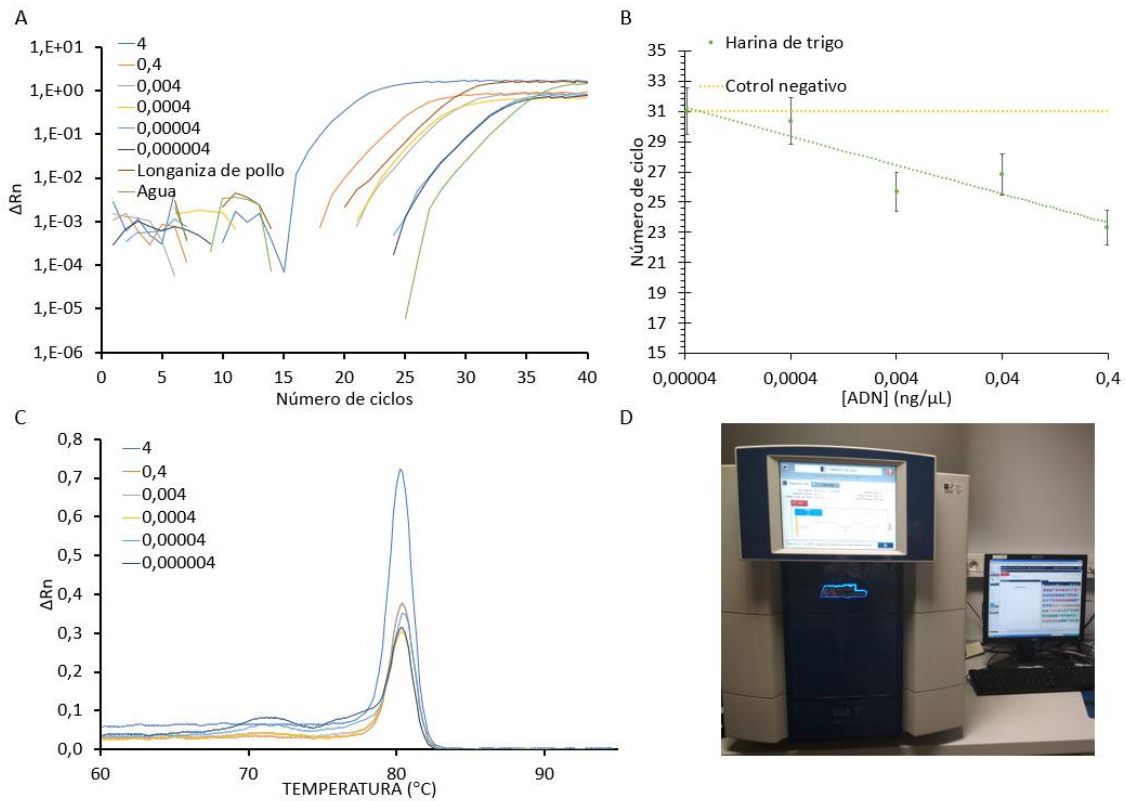 A
1,E+01
1,E+00
1,E-01
1,E-02
1,E-03
1,E-04
1,E-05
1,E-06
ΔRn
4
0,4
0,004
0,0004
0,00004
0,000004
Longaniza de pollo
Agua
0 5 10 15 20 25 30 35 40
Número de ciclos
B
35
33
31
29
27
25
23
21
19
17
15
Número de ciclo
Harina de trigo
Cotrol negativo
0,00004 0,0004 0,004 0,04 0,4
[ADN] (ng/µL)
C
0,8
0,7
0,6
0,5
0,4
0,3
0,2
0,1
0,0
ΔRn
4
0,4
0,004
0,0004
0,00004
0,000004
60 70 80 90
TEMPERATURA (°C)
D
ViiA 7